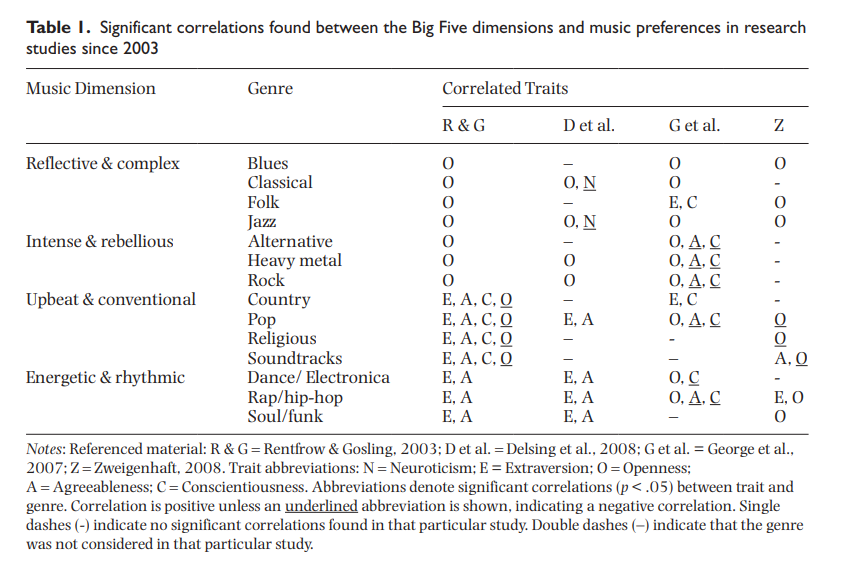 Table 1. Significant correlations found between the Big Five dimensions and music preferences in research
studies since 2003
Music Dimension Genre Correlated Traits
R & G D et al. G et al. Z
Reflective & complex Blues O – O O
Classical O O, N O -
Folk O – E, C O
Jazz O O, N O O
Intense & rebellious Alternative O – O, A, C -
Heavy metal O O O, A, C -
Rock O O O, A, C -
Upbeat & conventional Country E, A, C, O – E, C -
Pop E, A, C, O E, A O, A, C O
Religious E, A, C, O – - O
Soundtracks E, A, C, O – – A, O
Energetic & rhythmic Dance/ Electronica E, A E, A O, C -
Rap/hip-hop E, A E, A O, A, C E, O
Soul/funk E, A E, A – O
Notes: Referenced material: R & G = Rentfrow & Gosling, 2003; D et al. = Delsing et al., 2008; G et al. = George et al.,
2007; Z = Zweigenhaft, 2008. Trait abbreviations: N = Neuroticism; E = Extraversion; O = Openness;
A = Agreeableness; C = Conscientiousness. Abbreviations denote significant correlations (p < .05) between trait and
genre. Correlation is positive unless an underlined abbreviation is shown, indicating a negative correlation. Single
dashes (-) indicate no significant correlations found in that particular study. Double dashes (–) indicate that the genre
was not considered in that particular study.